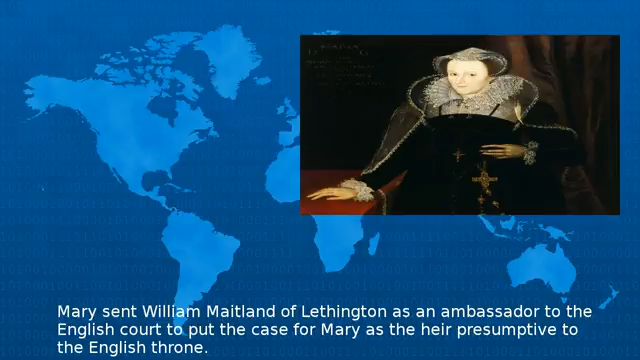 Mary sent William Maitland of Lethington as an ambassador to the
English court to put the case for Mary as the heir presumptive to
the English throne.